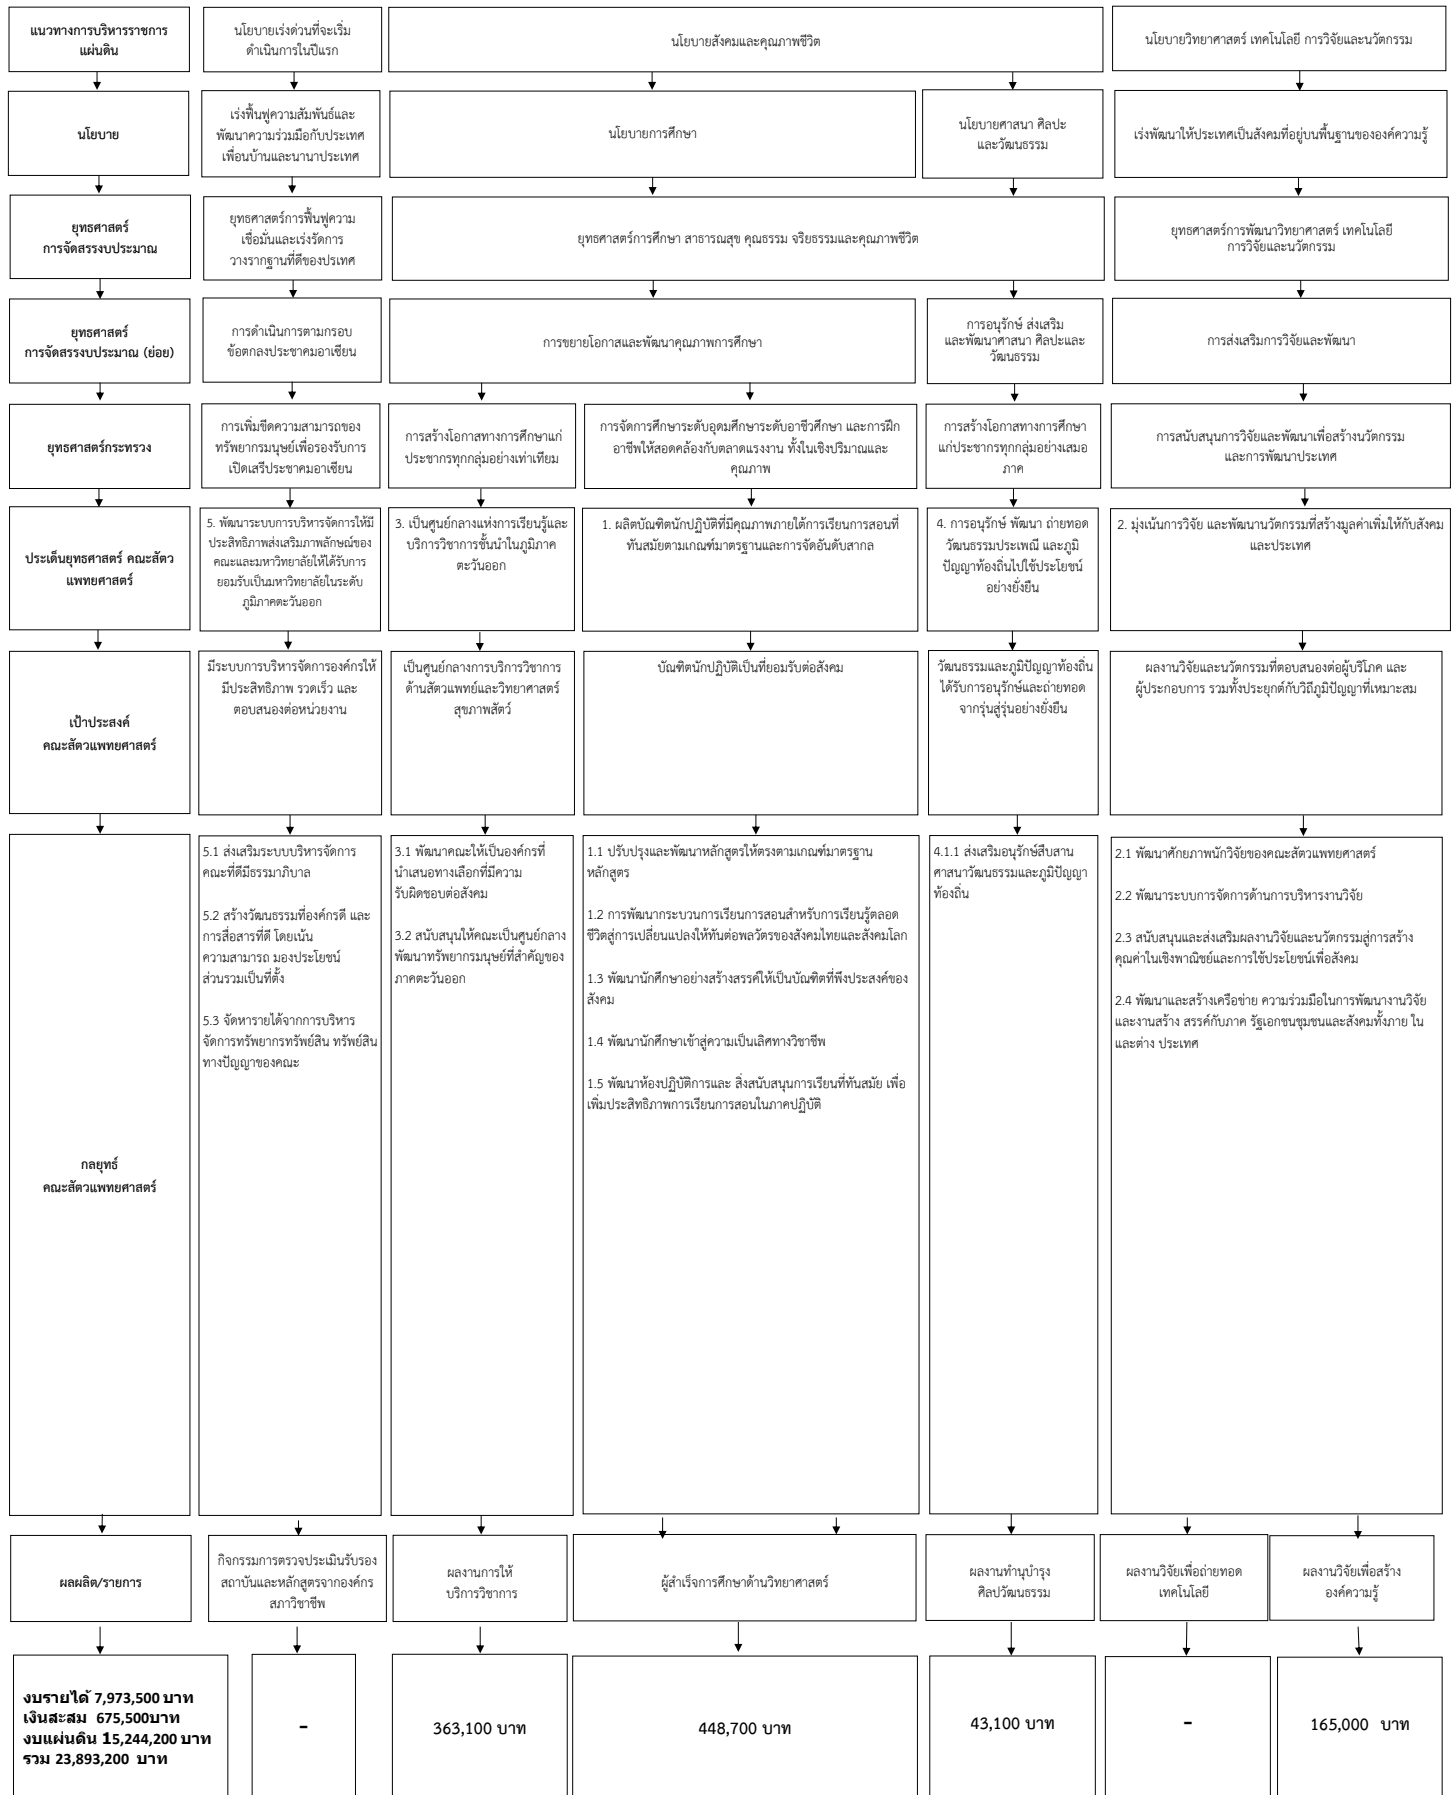 แนวทางการบริหารราชการ
แผ่นดิน
นโยบายเร่งด่วนที่จะเริ่ม
ดำเนินการในปีแรก
นโยบายสังคมและคุณภาพชีวิต
นโยบายวิทยาศาสตร์ เทคโนโลยี การวิจัยและนวัตกรรม
นโยบาย
เร่งฟื้นฟูความสัมพันธ์และ
พัฒนาความร่วมมือกับประเทศ
เพื่อนบ้านและนานาประเทศ
นโยบายการศึกษา
นโยบายศาสนา ศิลปะ
และวัฒนธรรม
เร่งพัฒนาให้ประเทศเป็นสังคมที่อยู่บนพื้นฐานขององค์ความรู้
ยุทธศาสตร์
การจัดสรรงบประมาณ
ยุทธศาสตร์การฟื้นฟูความ
เชื่อมั่นและเร่งรัดการ
วางรากฐานที่ดีของปรเทศ
ยุทธศาสตร์การศึกษา สาธารณสุข คุณธรรม จริยธรรมและคุณภาพชีวิต
ยุทธศาสตร์การพัฒนาวิทยาศาสตร์ เทคโนโลยี
การวิจัยและนวัตกรรม
ยุทธศาสตร์
การจัดสรรงบประมาณ (ย่อย)
การดำเนินการตามกรอบ
ข้อตกลงประชาคมอาเซียน
การขยายโอกาสและพัฒนาคุณภาพการศึกษา
การอนุรักษ์ ส่งเสริม
และพัฒนาศาสนา ศิลปะและ
วัฒนธรรม
การส่งเสริมการวิจัยและพัฒนา
ยุทธศาสตร์กระทรวง
การเพิ่มขีดความสามารถของ
ทรัพยากรมนุษย์เพื่อรองรับการ
เปิดเสรีประชาคมอาเซียน
การสร้างโอกาสทางการศึกษาแก่
ประชากรทุกกลุ่มอย่างเท่าเทียม
การจัดการศึกษาระดับอุดมศึกษาระดับอาชีวศึกษา และการฝึก
อาชีพให้สอดคล้องกับตลาดแรงงาน ทั้งในเชิงปริมาณและ
คุณภาพ
การสร้างโอกาสทางการศึกษา
แก่ประชากรทุกกลุ่มอย่างเสมอ
ภาค
การสนับสนุนการวิจัยและพัฒนาเพื่อสร้างนวัตกรรม
และการพัฒนาประเทศ
ประเด็นยุทธศาสตร์ คณะสัตว
แพทยศาสตร์
5. พัฒนาระบบการบริหารจัดการให้มี
ประสิทธิภาพส่งเสริมภาพลักษณ์ของ
คณะและมหาวิทยาลัยให้ได้รับการ
ยอมรับเป็นมหาวิทยาลัยในระดับ
ภูมิภาคตะวันออก
3. เป็นศูนย์กลางแห่งการเรียนรู้และ
บริการวิชาการชั้นนำในภูมิภาค
ตะวันออก
1. ผลิตบัณฑิตนักปฏิบัติที่มีคุณภาพภายใต้การเรียนการสอนที่
ทันสมัยตามเกณฑ์มาตรฐานและการจัดอันดับสากล
4. การอนุรักษ์ พัฒนา ถ่ายทอด
วัฒนธรรมประเพณี และภูมิ
ปัญญาท้องถิ่นไปใช้ประโยชน์
อย่างยั่งยืน
2. มุ่งเน้นการวิจัย และพัฒนานวัตกรรมที่สร้างมูลค่าเพิ่มให้กับสังคม
และประเทศ
เป้าประสงค์
คณะสัตวแพทยศาสตร์
มีระบบการบริหารจัดการองค์กรให้
มีประสิทธิภาพ รวดเร็ว และ
ตอบสนองต่อหน่วยงาน
เป็นศูนย์กลางการบริการวิชาการ
ด้านสัตวแพทย์และวิทยาศาสตร์
สุขภาพสัตว์
บัณฑิตนักปฏิบัติเป็นที่ยอมรับต่อสังคม
วัฒนธรรมและภูมิปัญญาท้องถิ่น
ได้รับการอนุรักษ์และถ่ายทอด
จากรุ่นสู่รุ่นอย่างยั่งยืน
ผลงานวิจัยและนวัตกรรมที่ตอบสนองต่อผู้บริโภค และ
ผู้ประกอบการ รวมทั้งประยุกต์กับวิถีภูมิปัญญาที่เหมาะสม
กลยุทธ์
คณะสัตวแพทยศาสตร์
5.1 ส่งเสริมระบบบริหารจัดการ
คณะที่ดีมีธรรมาภิบาล
5.2 สร้างวัฒนธรรมที่องค์กรดี และ
การสื่อสารที่ดี โดยเน้น
ความสามารถ มองประโยชน์
ส่วนรวมเป็นที่ตั้ง
5.3 จัดหารายได้จากการบริหาร
จัดการทรัพยากรทรัพย์สิน ทรัพย์สิน
ทางปัญญาของคณะ
3.1 พัฒนาคณะให้เป็นองค์กรที่
นำเสนอทางเลือกที่มีความ
รับผิดชอบต่อสังคม
3.2 สนับสนุนให้คณะเป็นศูนย์กลาง
พัฒนาทรัพยากรมนุษย์ที่สำคัญของ
ภาคตะวันออก
1.1 ปรับปรุงและพัฒนาหลักสูตรให้ตรงตามเกณฑ์มาตรฐาน
หลักสูตร
1.2 การพัฒนากระบวนการเรียนการสอนสำหรับการเรียนรู้ตลอด
ชีวิตสู่การเปลี่ยนแปลงให้ทันต่อพลวัตรของสังคมไทยและสังคมโลก
1.3 พัฒนานักศึกษาอย่างสร้างสรรค์ให้เป็นบัณฑิตที่พึงประสงค์ของ
สังคม
1.4 พัฒนานักศึกษาเข้าสู่ความเป็นเลิศทางวิชาชีพ
1.5 พัฒนาห้องปฏิบัติการและ สิ่งสนับสนุนการเรียนที่ทันสมัย เพื่อ
เพิ่มประสิทธิภาพการเรียนการสอนในภาคปฏิบัติ
4.1.1 ส่งเสริมอนุรักษ์สืบสาน
ศาสนาวัฒนธรรมและภูมิปัญญา
ท้องถิ่น
2.1 พัฒนาศักยภาพนักวิจัยของคณะสัตวแพทยศาสตร์
2.2 พัฒนาระบบการจัดการด้านการบริหารงานวิจัย
2.3 สนับสนุนและส่งเสริมผลงานวิจัยและนวัตกรรมสู่การสร้าง
คุณค่าในเชิงพาณิชย์และการใช้ประโยชน์เพื่อสังคม
2.4 พัฒนาและสร้างเครือข่าย ความร่วมมือในการพัฒนางานวิจัย
และงานสร้าง สรรค์กับภาค รัฐเอกชนชุมชนและสังคมทั้งภาย ใน
และต่าง ประเทศ
ผลผลิต/รายการ
กิจกรรมการตรวจประเมินรับรอง
สถาบันและหลักสูตรจากองค์กร
สภาวิชาชีพ
ผลงานการให้
บริการวิชาการ
ผู้สำเร็จการศึกษาด้านวิทยาศาสตร์
ผลงานทำนุบำรุง
ศิลปวัฒนธรรม
ผลงานวิจัยเพื่อถ่ายทอด
เทคโนโลยี
ผลงานวิจัยเพื่อสร้าง
องค์ความรู้
งบรายได้ 7,973,500 บาท
เงินสะสม 675,500บาท
งบแผ่นดิน 15,244,200 บาท
รวม 23,893,200 บาท
-
363,100 บาท
448,700 บาท
43,100 บาท
-
165,000 บาท